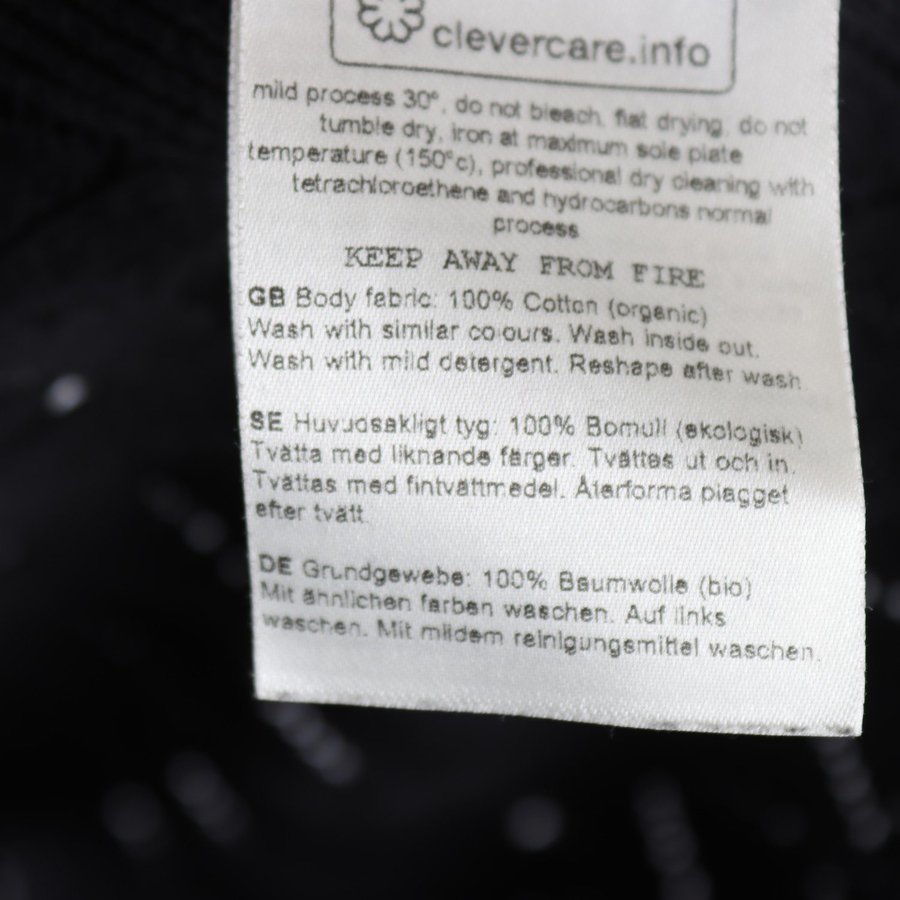 clevercare.info
mild process 30°, do not bleach, flat drying, do not
tumble dry, iron at maximum sole plate
temperature (150°c), professional dry cleaning with
tetrachloroethene and hydrocarbons normal
process
KEEP AWAY FROM FIRE
GB Body fabric: 100% Cotton (organic)
Wash with similar colours. Wash inside out.
Wash with mild detergent. Reshape after wash
SE Huvudsakligt tyg: 100% Bomull (ekologisk)
Tvätta med liknande färger. Tvättas ut och in.
Tvättas med fintvättmedel. Återforma plagget
efter tvätt
DE Grundgewebe: 100% Baumwolle (bio)
Mit ähnlichen farben waschen. Auf links
waschen. Mit mildem reinigungsmittel waschen.